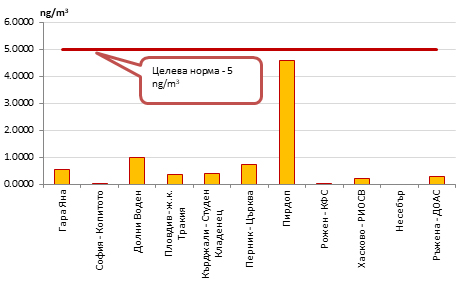 ng/m³
6.0000
5.0000
4.0000
3.0000
2.0000
1.0000
0.0000
Целева норма - 5
ng/m³
Гара Яна
София - Копитото
Долни Воден
Пловдив - ж.к.
Тракия
Кърджали - Студен
Кладенец
Перник - Църква
Пирдоп
Рожен - КФС
Хасково - РИОСВ
Несебър
Ръжена - ДОАС